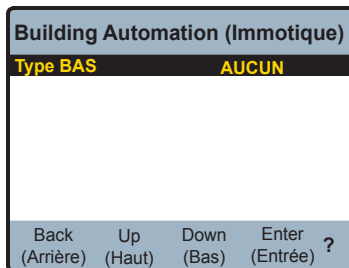 Building Automation (Immotique)
Type BAS AUCUN
Back Up Down Enter ?
(Arrière) (Haut) (Bas) (Entrée)